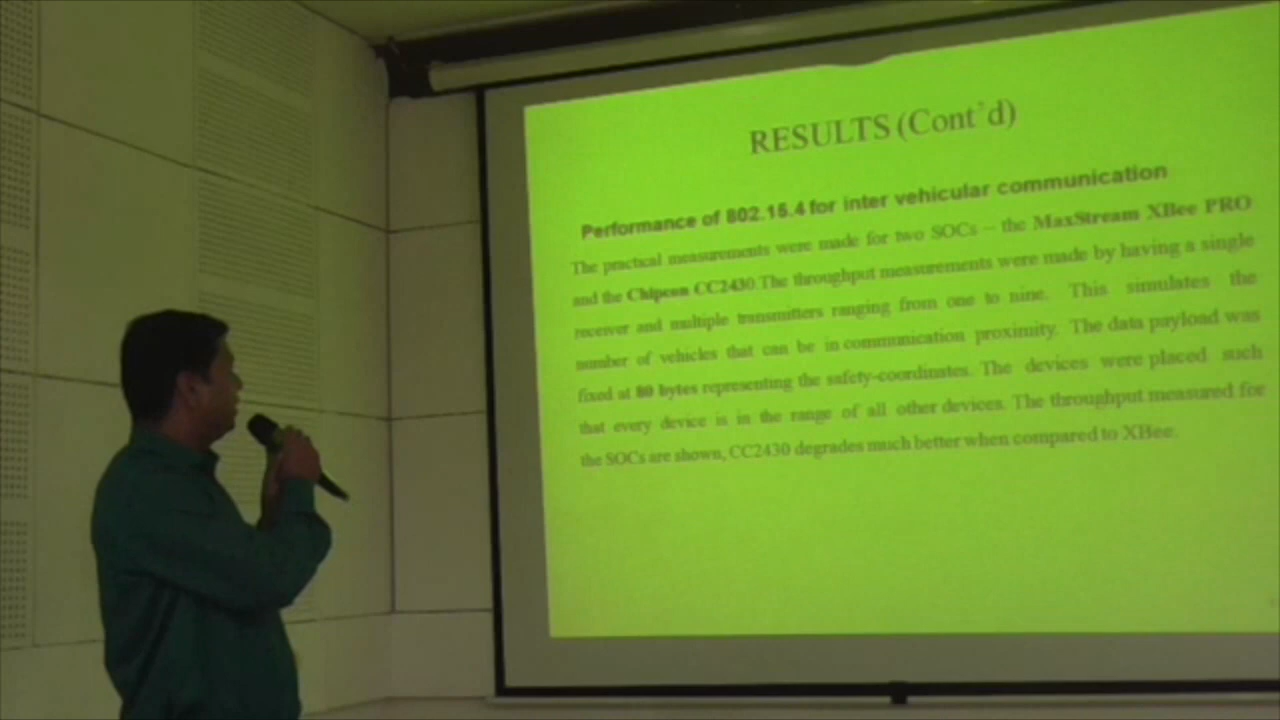 RESULTS (Cont'd)
Performance of 802.15.4 for inter vehicular communication
The practical measurements were made for two SOCs – the MaxStream XBee PRO
and the Chipcon CC2430.The throughput measurements were made by having a single
receiver and multiple transmitters ranging from one to nine. This simulates the
number of vehicles that can be in communication proximity. The data payload was
fixed at 80 bytes representing the safety-coordinates. The devices were placed such
that every device is in the range of all other devices. The throughput measured for
the SOCs are shown, CC2430 degrades much better when compared to XBee.